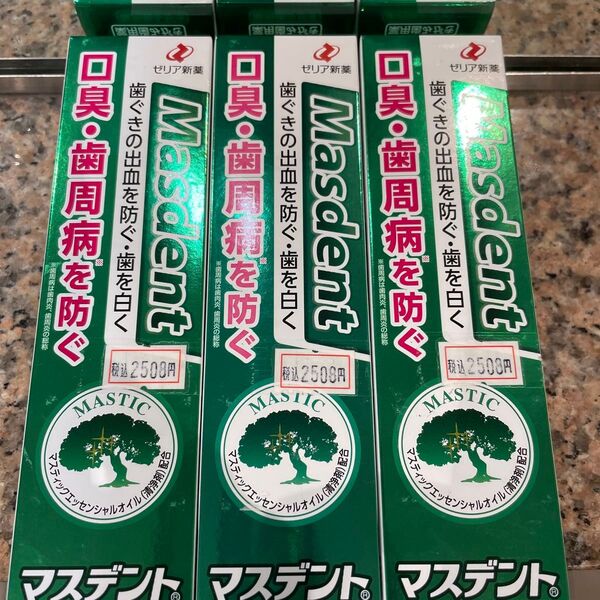 ゼリア新薬
Masdent
歯ぐきの出血を防ぐ・歯を白く
口臭・歯周病※を防ぐ
※歯周病は歯肉炎、歯周炎の総称
税込2508円
MASTIC
マスティックエッセンシャルオイル(清浄剤)配合
マスデント®
ゼリア新薬
Masdent
歯ぐきの出血を防ぐ・歯を白く
口臭・歯周病※を防ぐ
※歯周病は歯肉炎、歯周炎の総称
税込2508円
MASTIC
マスティックエッセンシャルオイル(清浄剤)配合
マスデント®
ゼリア新薬
Masdent
歯ぐきの出血を防ぐ・歯を白く
口臭・歯周病※を防ぐ
※歯周病は歯肉炎、歯周炎の総称
税込2508円
MASTIC
マスティックエッセンシャルオイル(清浄剤)配合
マスデント®